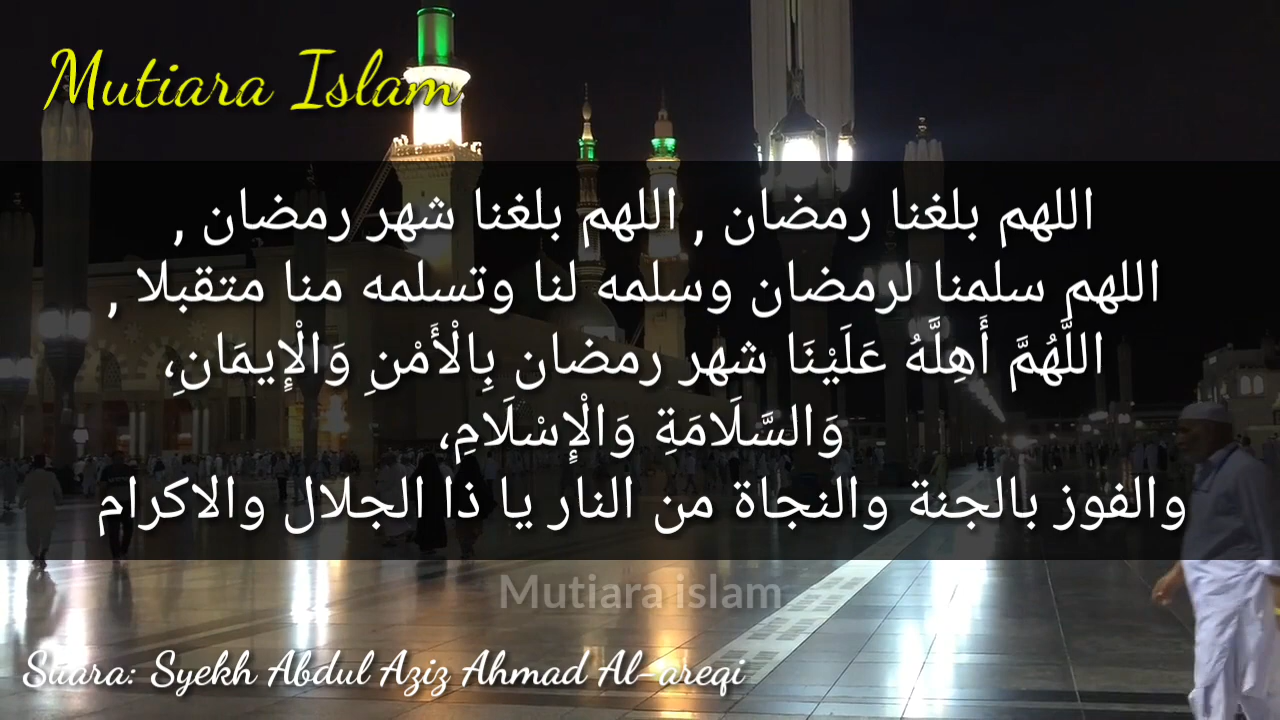 Mutiara Islam
اللهم بلغنا رمضان , اللهم بلغنا شهر رمضان ,
اللهم سلمنا لرمضان وسلمه لنا وتسلمه منا متقبلا ,
اللَّهُمَّ أَهِلَّهُ عَلَيْنَا شهر رمضان بِالْأَمْنِ وَالْإِيمَانِ،
وَالسَّلَامَةِ وَالْإِسْلَامِ،
والفوز بالجنة والنجاة من النار يا ذا الجلال والاكرام
Mutiara islam
Suara: Syekh Abdul Aziz Ahmad Al-areqi